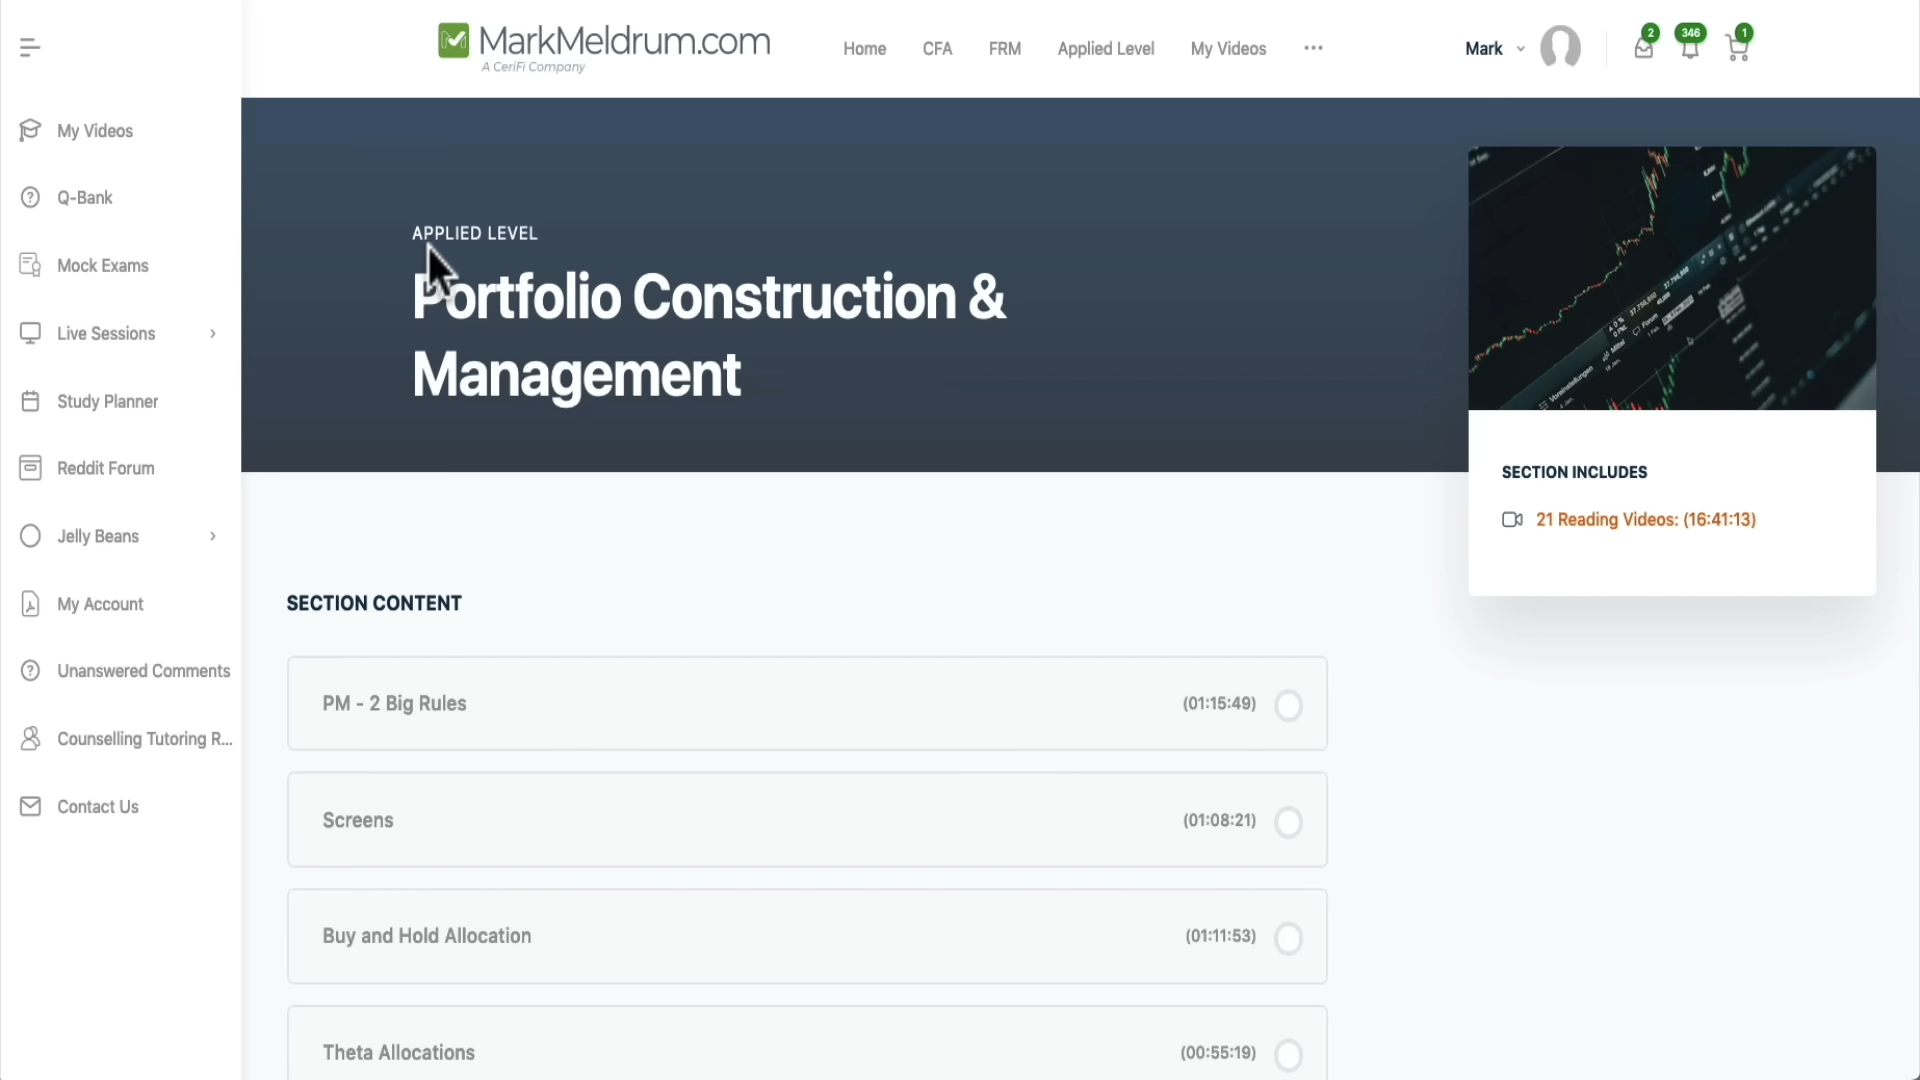 MarkMeldrum.com
A CeriFi Company
Home
CFA
FRM
Applied Level
My Videos
Mark
2
346
1
My Videos
Q-Bank
Mock Exams
Live Sessions
Study Planner
Reddit Forum
Jelly Beans
My Account
Unanswered Comments
Counselling Tutoring R...
Contact Us
APPLIED LEVEL
Portfolio Construction &
Management
SECTION INCLUDES
21 Reading Videos: (16:41:13)
SECTION CONTENT
PM - 2 Big Rules (01:15:49)
Screens (01:08:21)
Buy and Hold Allocation (01:11:53)
Theta Allocations (00:55:19)